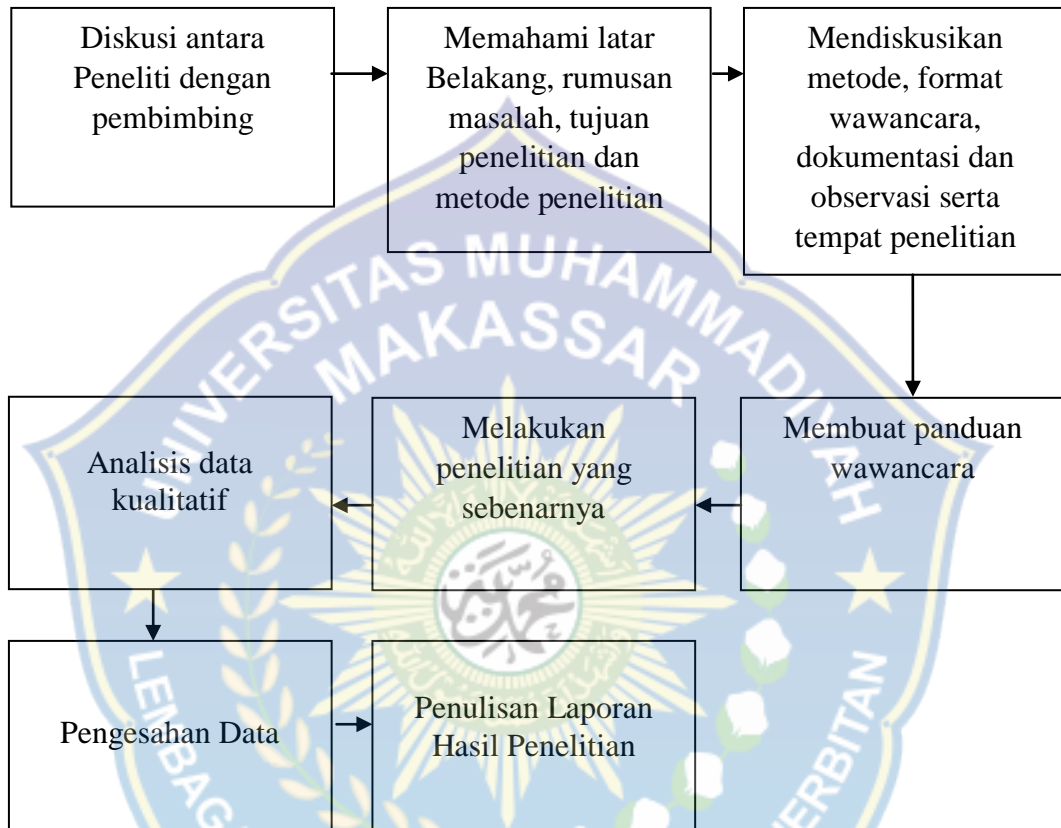 Diskusi antara
Peneliti dengan
pembimbing
Memahami latar
Belakang, rumusan
masalah, tujuan
penelitian dan
metode penelitian
Mendiskusikan
metode, format
wawancara,
dokumentasi dan
observasi serta
tempat penelitian
UNIVERSITAS MUHAMMADIYAH
MAKASSAR
Analisis data
kualitatif
Melakukan
penelitian yang
sebenarnya
Membuat panduan
wawancara
محمد
Pengesahan Data
Penulisan Laporan
Hasil Penelitian